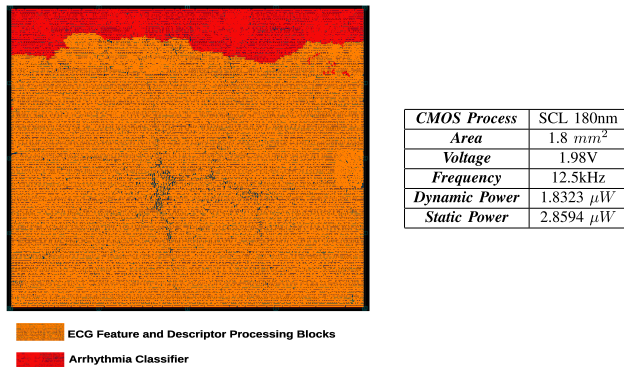 CMOS Process SCL 180nm
Area 1.8 mm²
Voltage 1.98V
Frequency 12.5kHz
Dynamic Power 1.8323 μW
Static Power 2.8594 μW
ECG Feature and Descriptor Processing Blocks
Arrhythmia Classifier